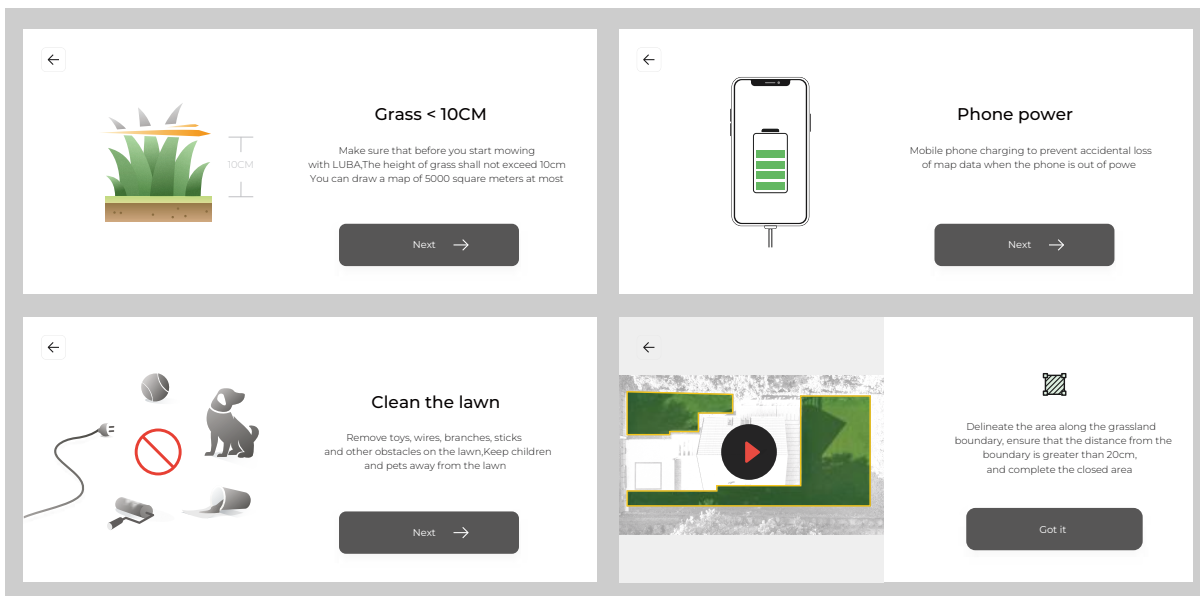 Grass < 10CM
10CM
Make sure that before you start mowing
with LUBA,The height of grass shall not exceed 10cm
You can draw a map of 5000 square meters at most
Next
Phone power
Mobile phone charging to prevent accidental loss
of map data when the phone is out of powe
Next
Clean the lawn
Remove toys, wires, branches, sticks
and other obstacles on the lawn,Keep children
and pets away from the lawn
Next
Delineate the area along the grassland
boundary, ensure that the distance from the
boundary is greater than 20cm,
and complete the closed area
Got it